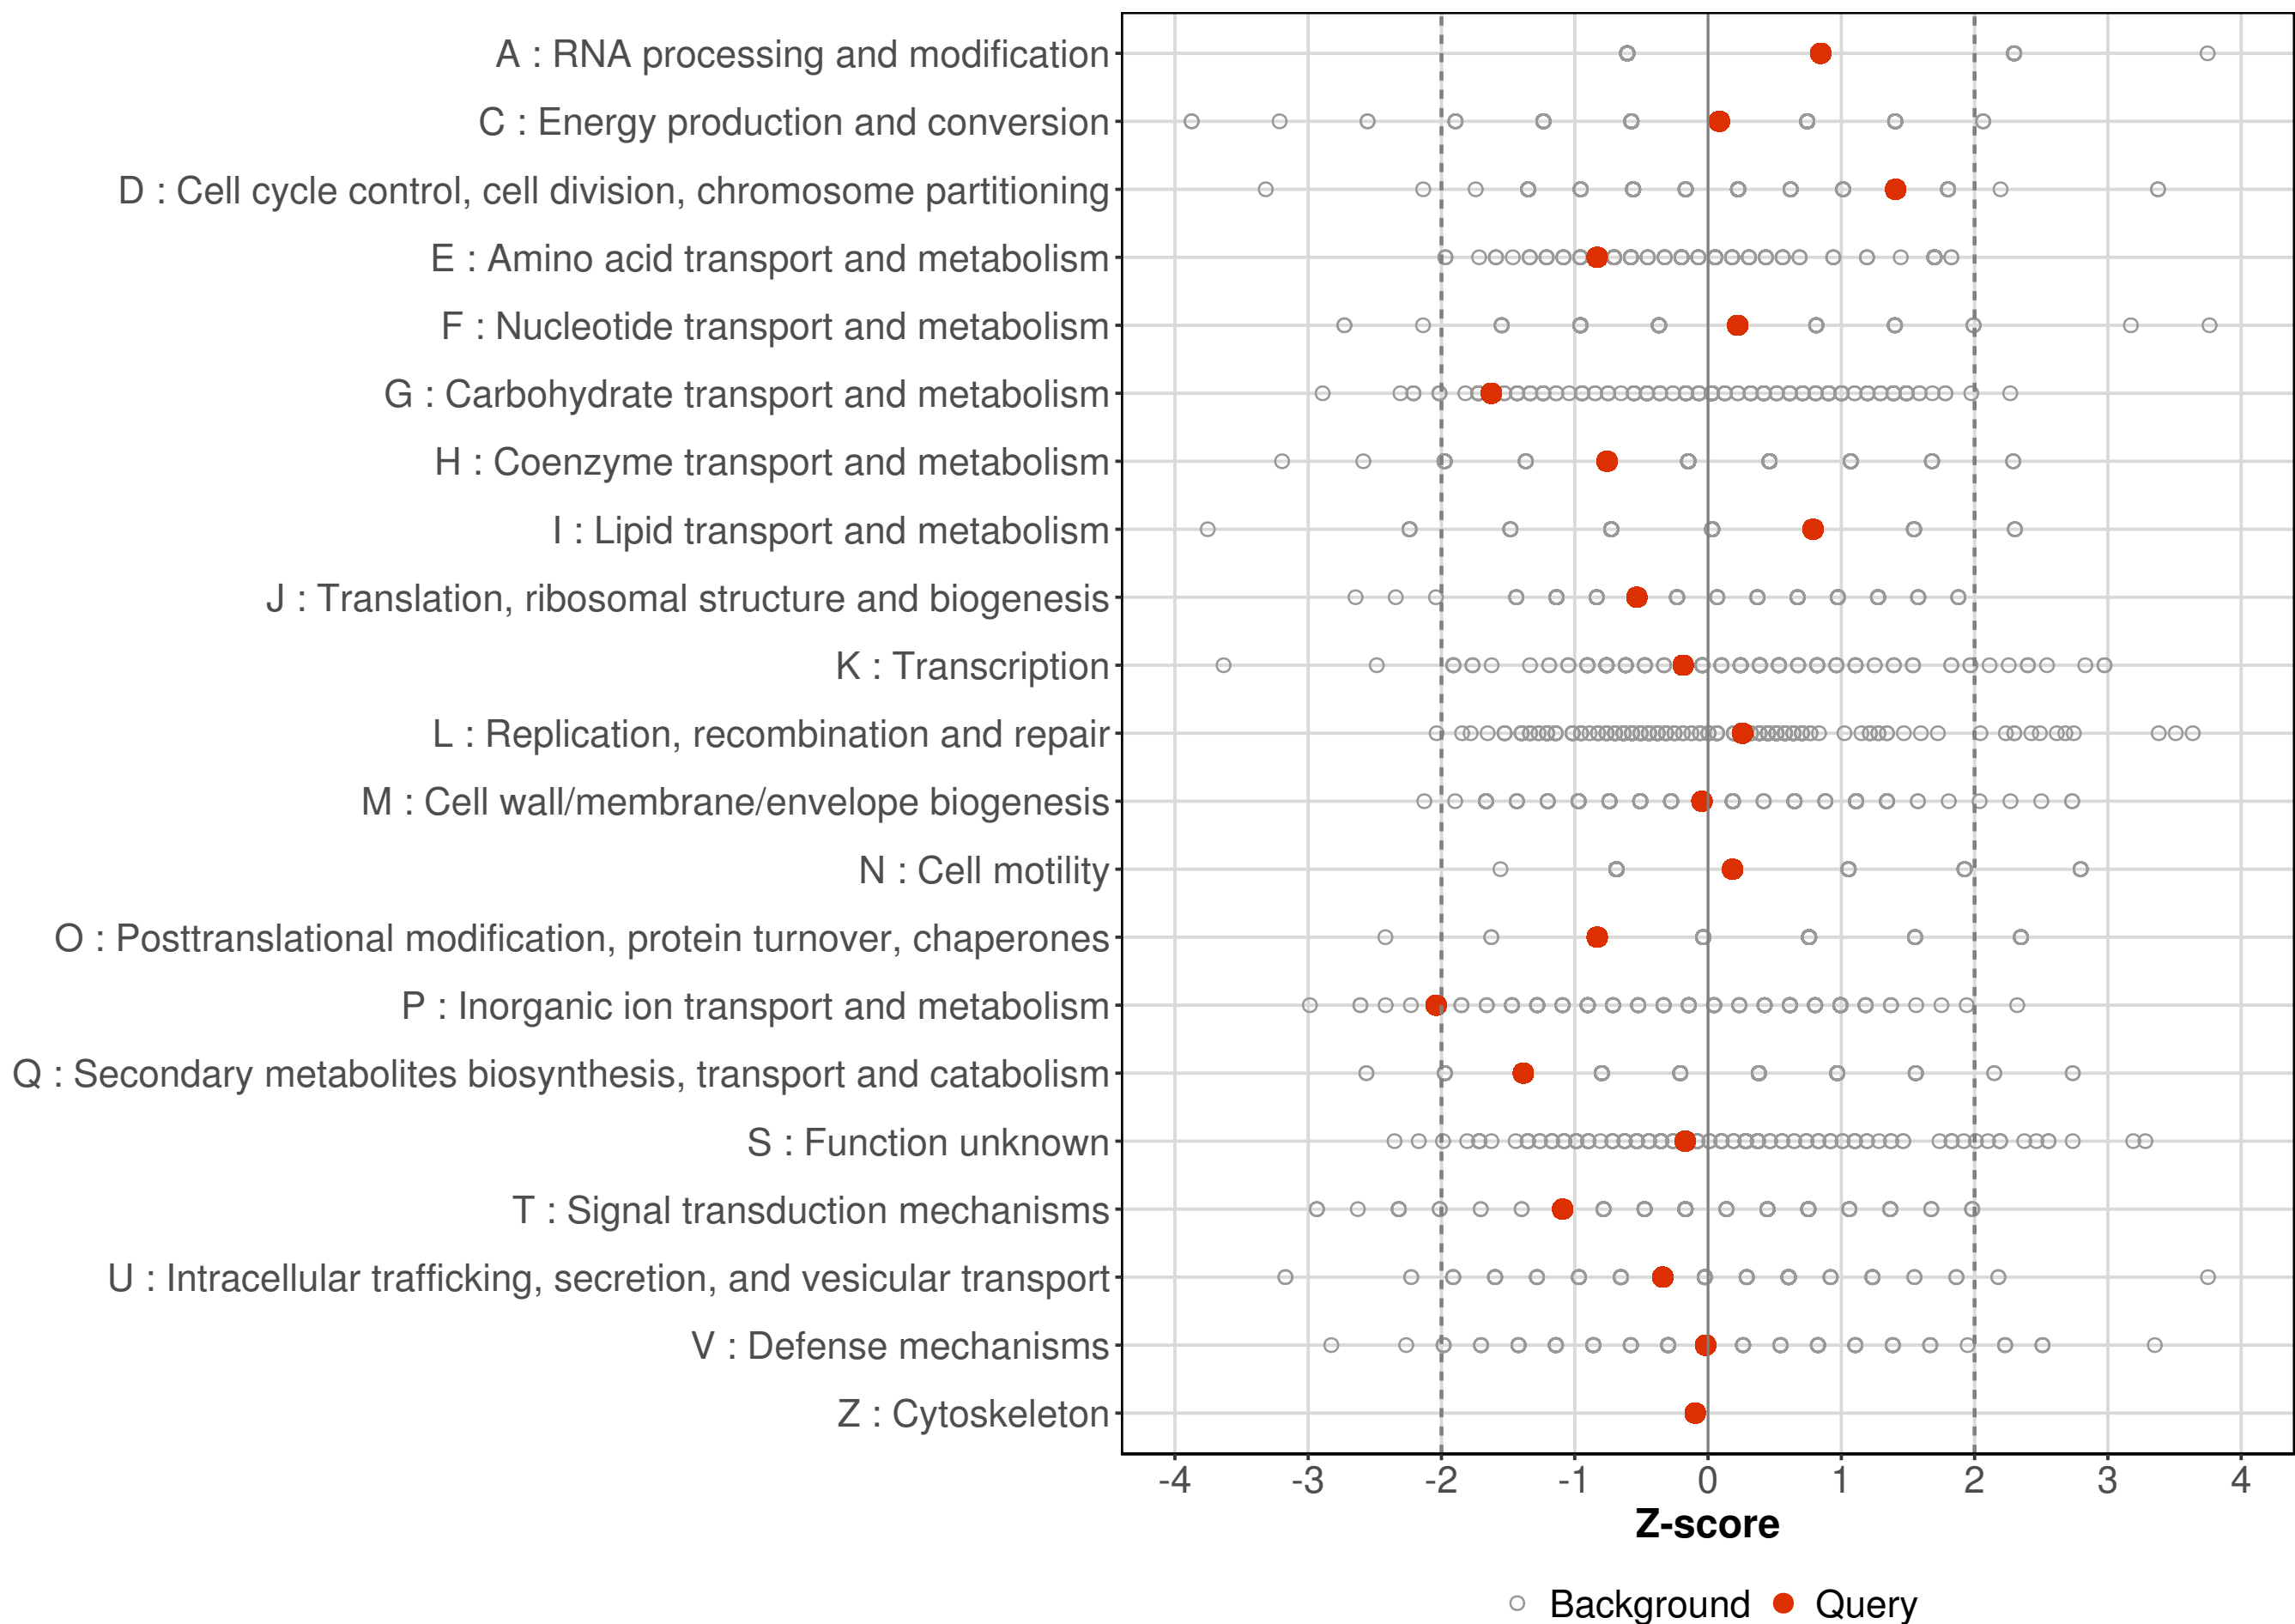 A : RNA processing and modification
C : Energy production and conversion
D : Cell cycle control, cell division, chromosome partitioning
E : Amino acid transport and metabolism
F : Nucleotide transport and metabolism
G : Carbohydrate transport and metabolism
H : Coenzyme transport and metabolism
I : Lipid transport and metabolism
J : Translation, ribosomal structure and biogenesis
K : Transcription
L : Replication, recombination and repair
M : Cell wall/membrane/envelope biogenesis
N : Cell motility
O : Posttranslational modification, protein turnover, chaperones
P : Inorganic ion transport and metabolism
Q : Secondary metabolites biosynthesis, transport and catabolism
S : Function unknown
T : Signal transduction mechanisms
U : Intracellular trafficking, secretion, and vesicular transport
V : Defense mechanisms
Z : Cytoskeleton
-4 -3 -2 -1 0 1 2 3 4
Z-score
Background Query